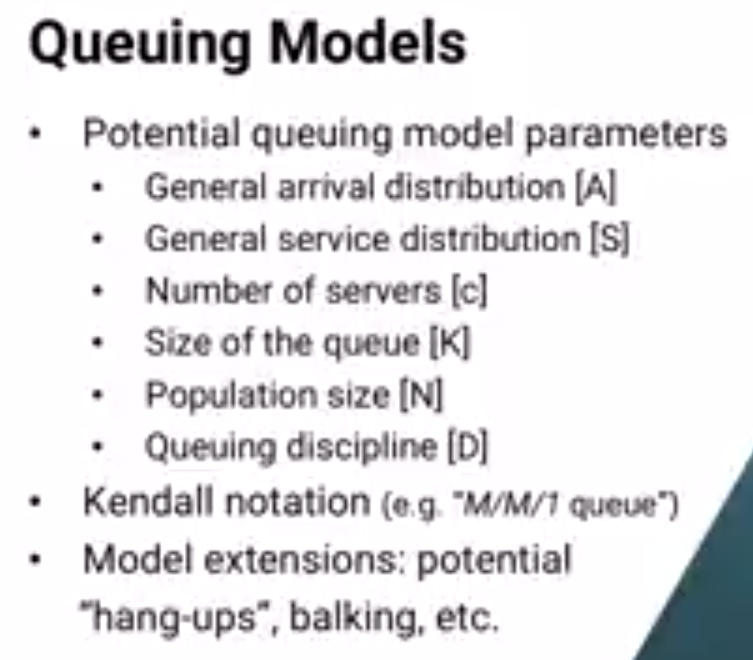 Queuing Models
• Potential queuing model parameters
• General arrival distribution [A]
• General service distribution [S]
• Number of servers [c]
• Size of the queue [K]
• Population size [N]
• Queuing discipline [D]
• Kendall notation (e.g. "M/M/1 queue")
• Model extensions: potential
"hang-ups", balking, etc.